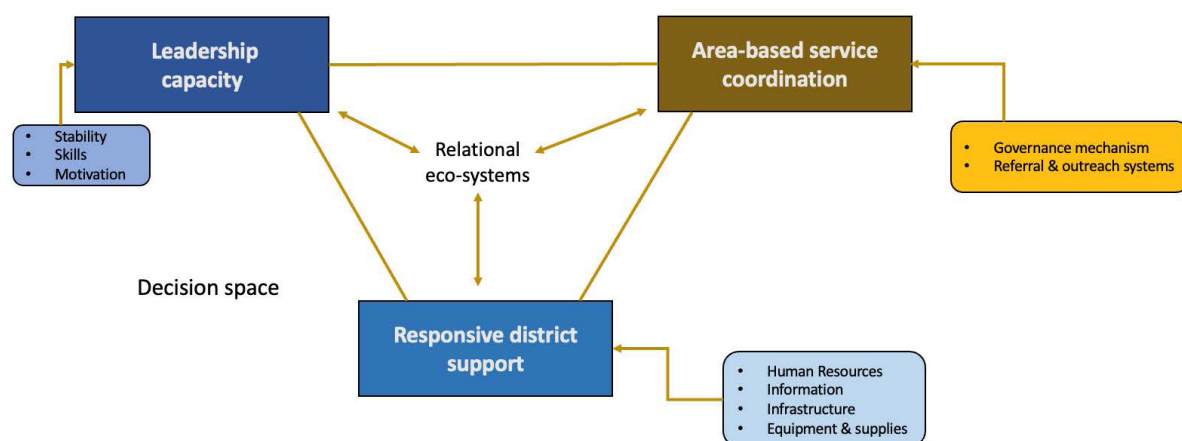 Leadership
capacity
Area-based service
coordination
• Stability
• Skills
• Motivation
Relational
eco-systems
• Governance mechanism
• Referral & outreach systems
Decision space
Responsive district
support
• Human Resources
• Information
• Infrastructure
• Equipment & supplies